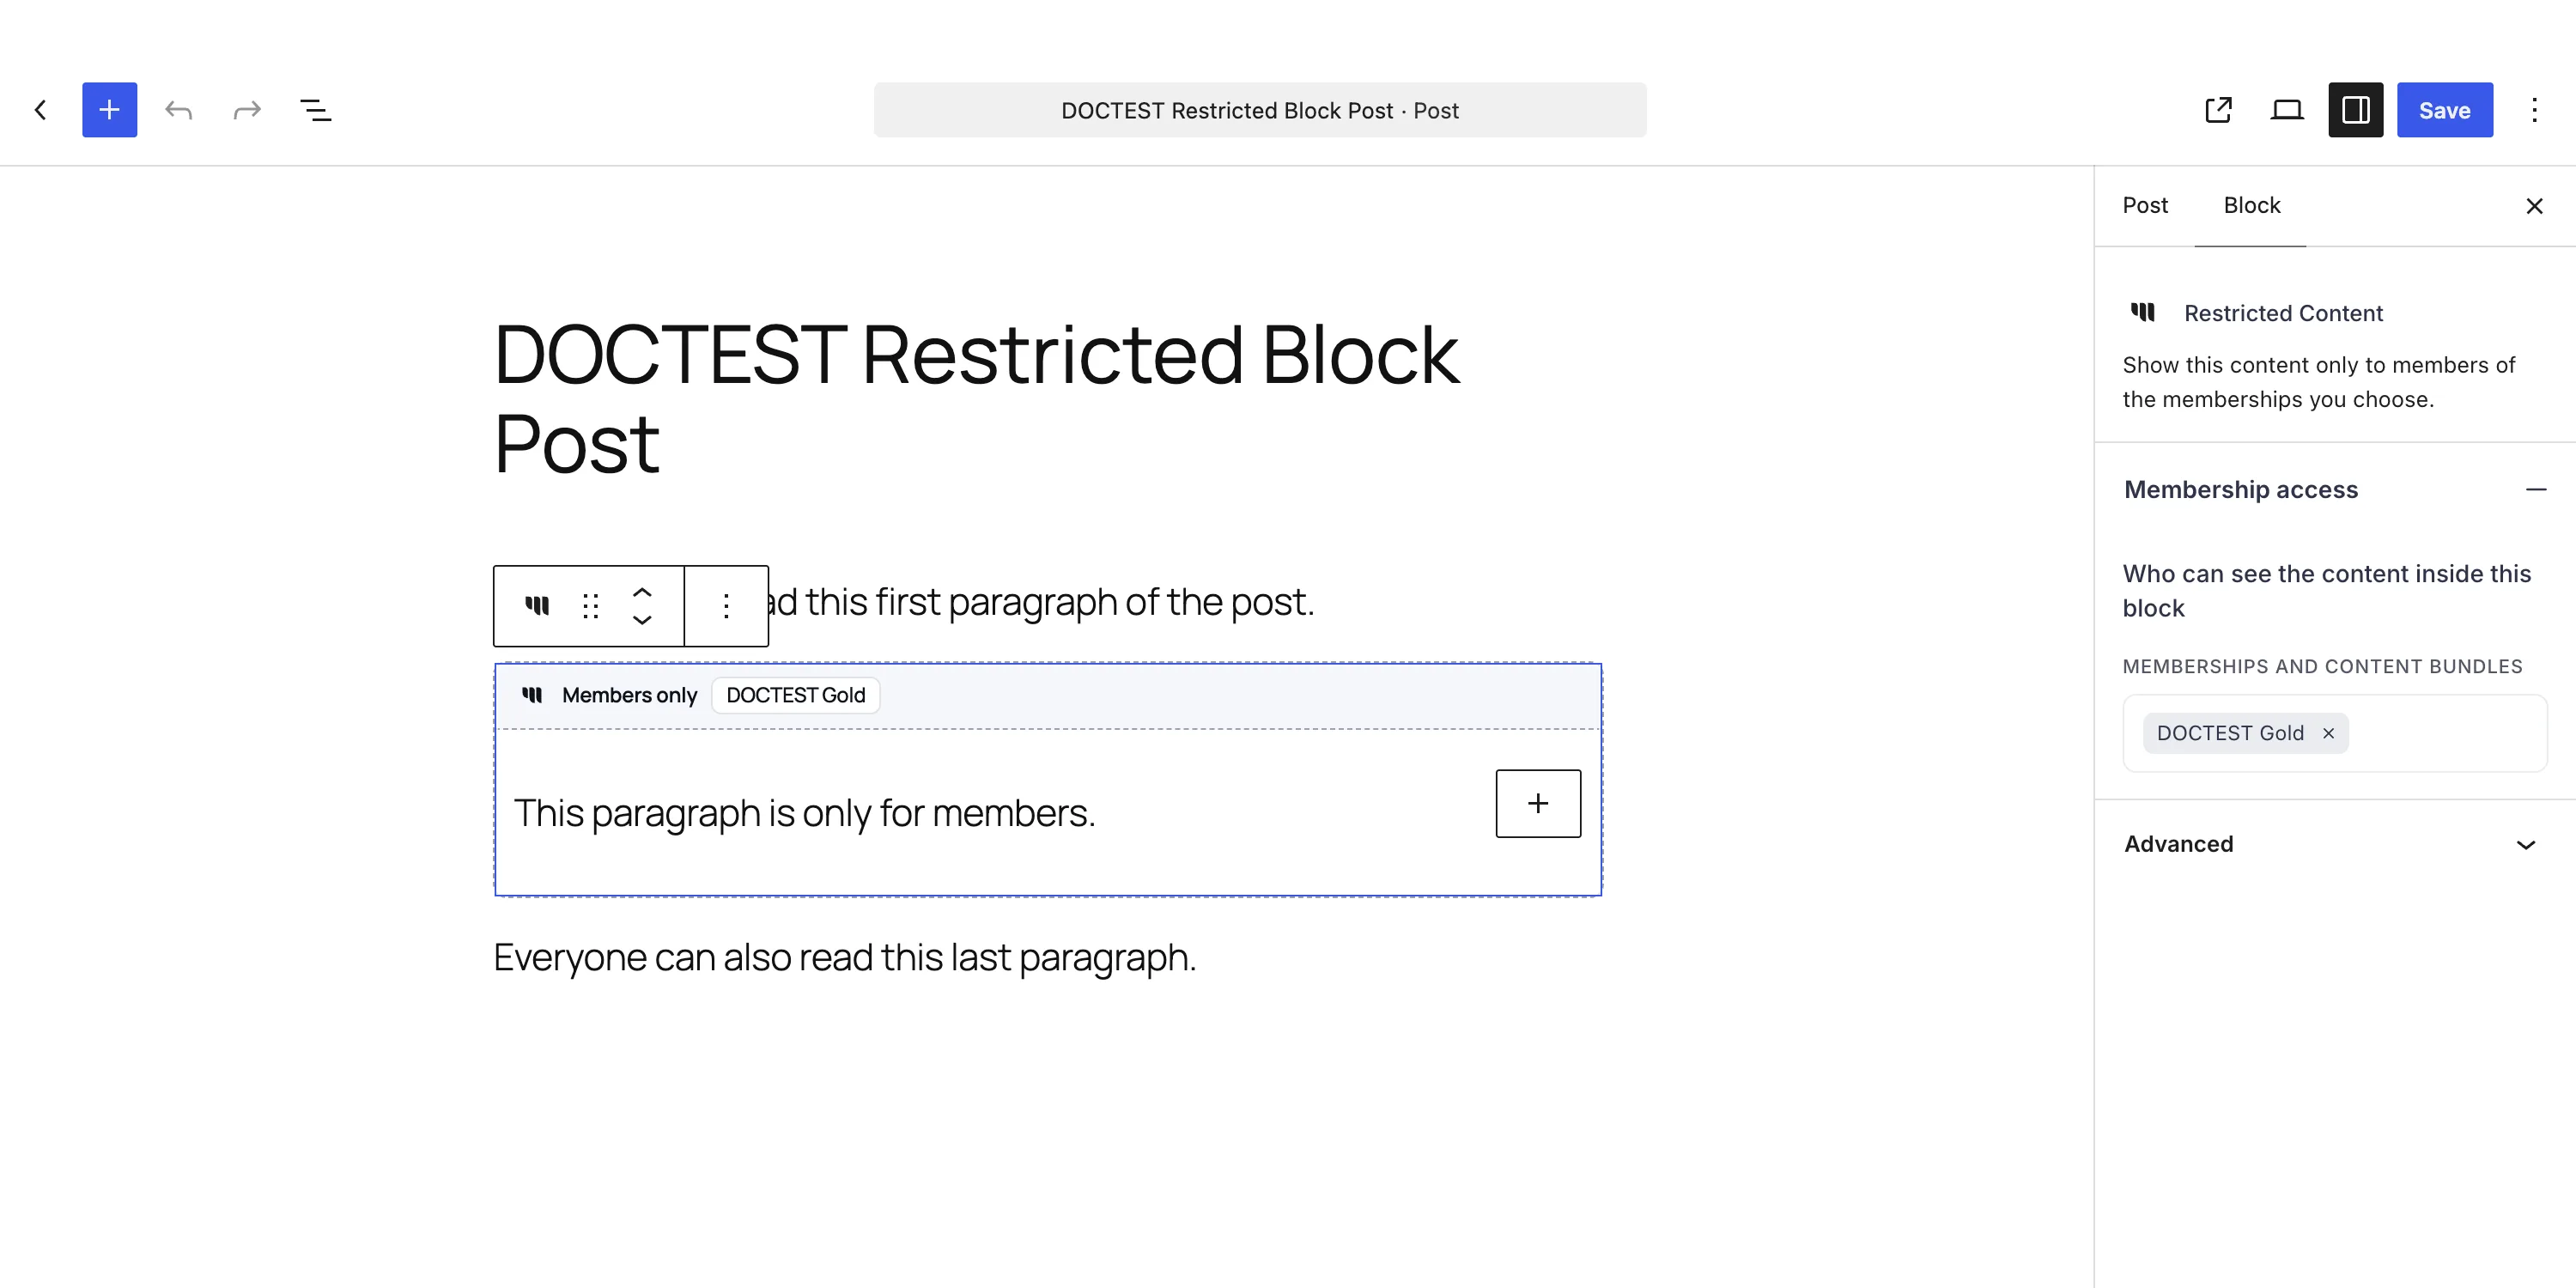 DOCTEST Restricted Block Post · Post
Save
Post Block
Restricted Content
Show this content only to members of
the memberships you choose.
Membership access
Who can see the content inside this
block
MEMBERSHIPS AND CONTENT BUNDLES
DOCTEST Gold
Advanced
DOCTEST Restricted Block
Post
this first paragraph of the post.
Members only DOCTEST Gold
This paragraph is only for members.
Everyone can also read this last paragraph.